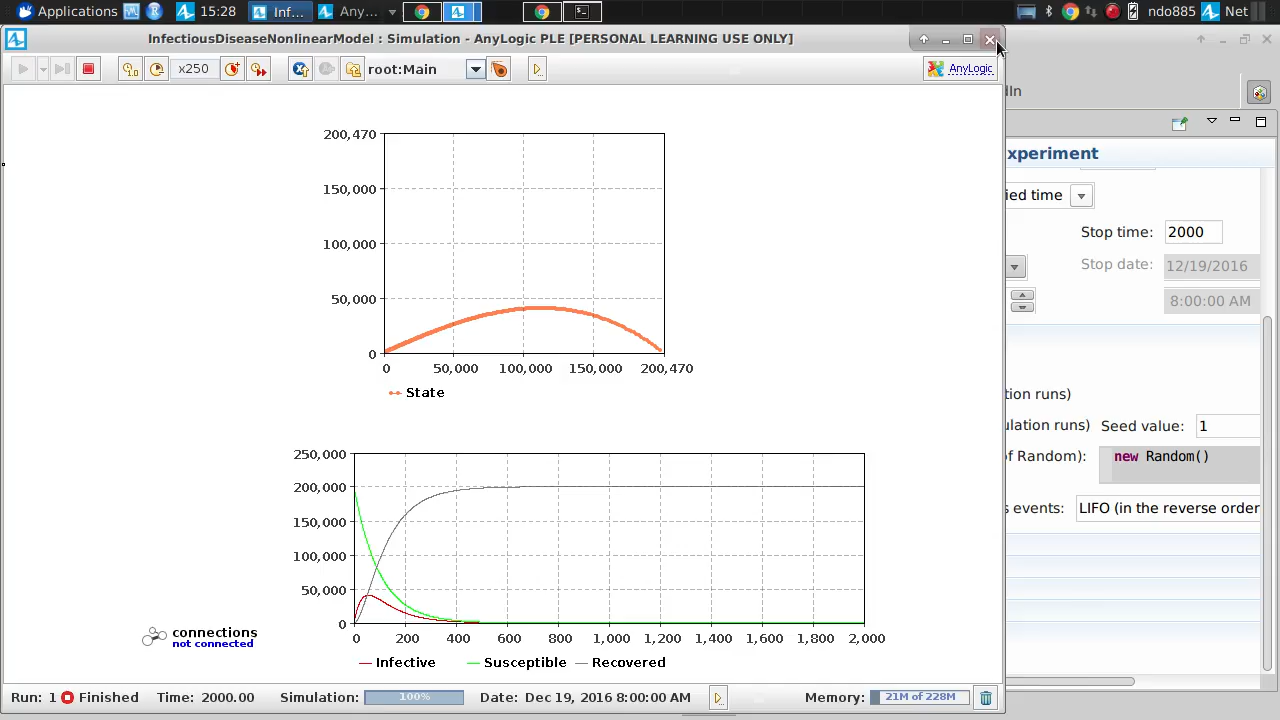 Applications 15:28 Inf... Any... ndo885 Net
InfectiousDiseaseNonlinearModel : Simulation - AnyLogic PLE [PERSONAL LEARNING USE ONLY]
x250 root:Main AnyLogic
200,470
150,000
100,000
50,000
0
0 50,000 100,000 150,000 200,470
State
250,000
200,000
150,000
100,000
50,000
0
0 200 400 600 800 1,000 1,200 1,400 1,600 1,800 2,000
Infective Susceptible Recovered
connections
not connected
Run: 1 Finished Time: 2000.00 Simulation: 100% Date: Dec 19, 2016 8:00:00 AM Memory: 21M of 228M
xperiment
ied time
Stop time: 2000
Stop date: 12/19/2016
8:00:00 AM
ion runs)
ulation runs) Seed value: 1
of Random): new Random()
s events: LIFO (in the reverse order